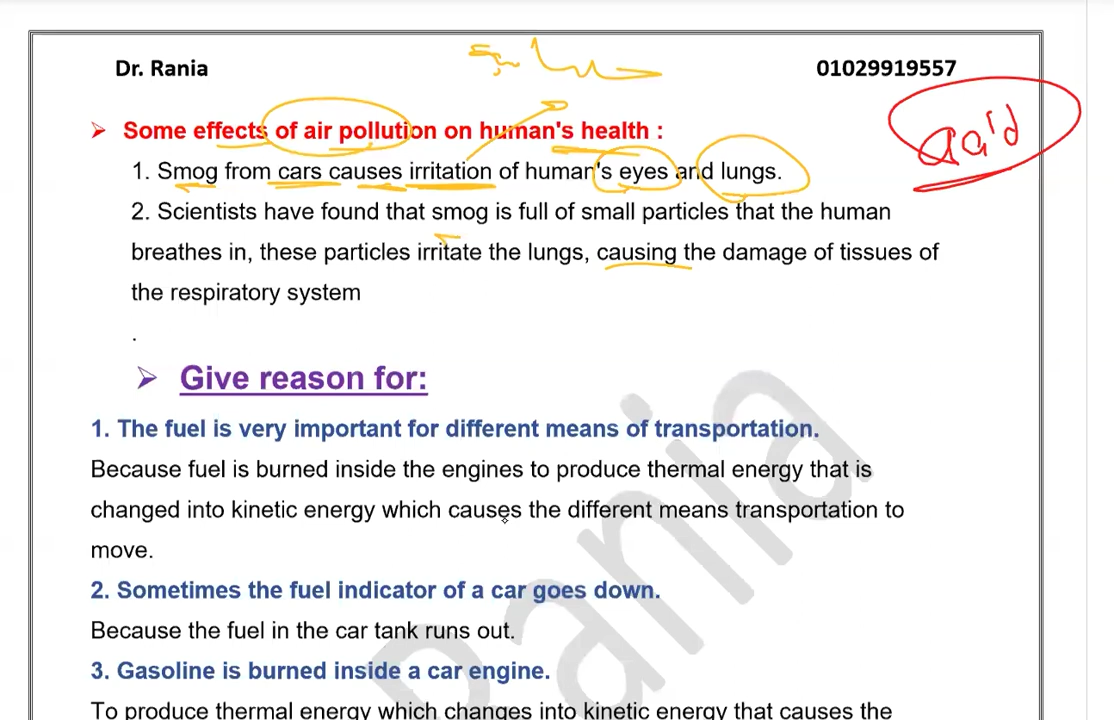 Dr. Rania 01029919557
➢ Some effects of air pollution on human's health :
1. Smog from cars causes irritation of human's eyes and lungs.
2. Scientists have found that smog is full of small particles that the human
breathes in, these particles irritate the lungs, causing the damage of tissues of
the respiratory system
.
➢ Give reason for:
1. The fuel is very important for different means of transportation.
Because fuel is burned inside the engines to produce thermal energy that is
changed into kinetic energy which causes the different means transportation to
move.
2. Sometimes the fuel indicator of a car goes down.
Because the fuel in the car tank runs out.
3. Gasoline is burned inside a car engine.
To produce thermal energy which changes into kinetic energy that causes the
Rania